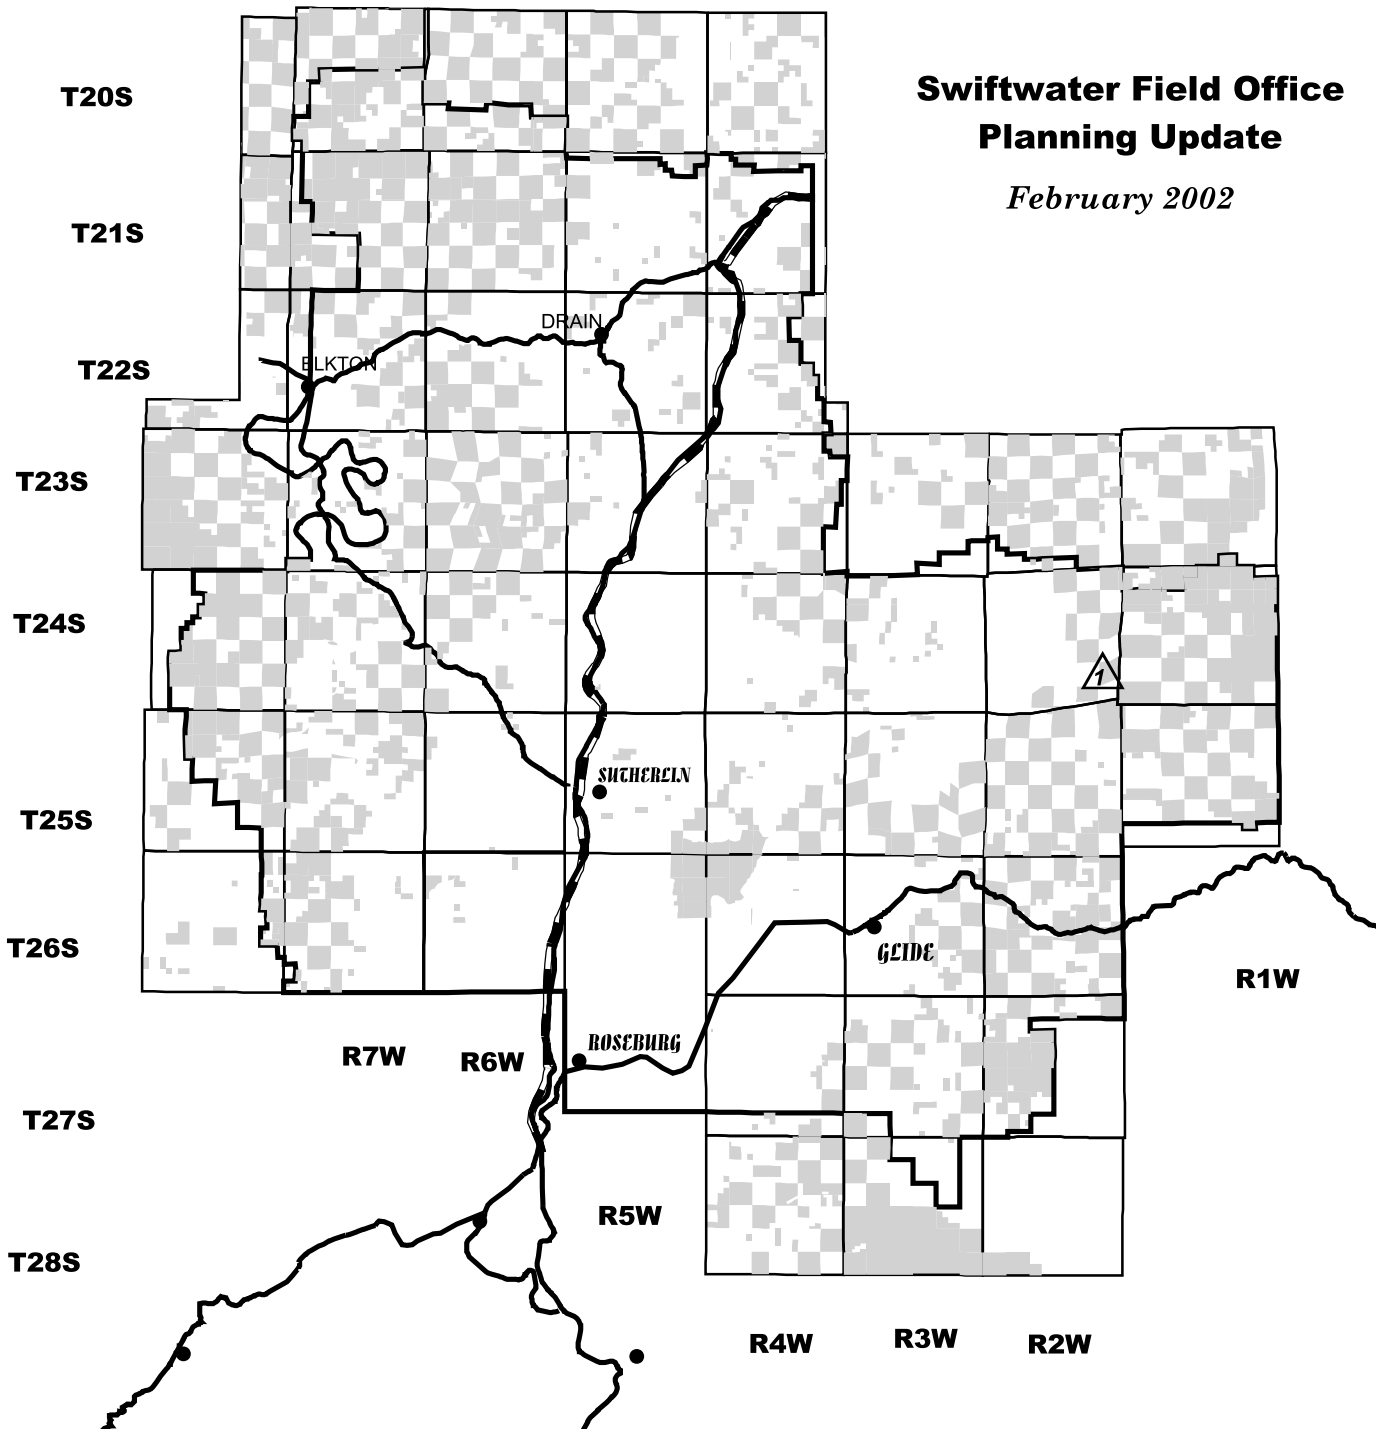 Swiftwater Field Office
Planning Update
February 2002
T20S
T21S
DRAIN
ELKTON
T22S
T23S
T24S
1
SUTHERLIN
T25S
T26S
GLIDE
R1W
ROSEBURG
R7W
R6W
T27S
R5W
T28S
R4W
R3W
R2W